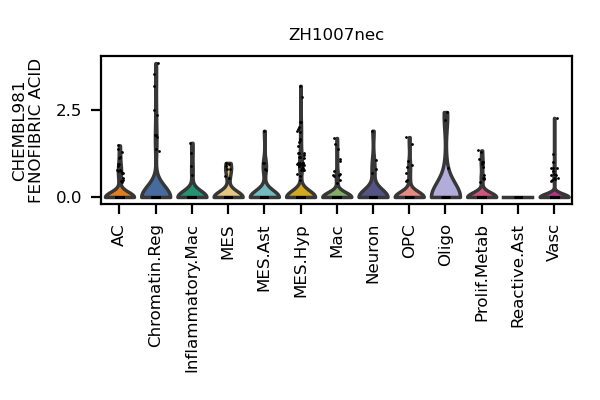 ZH1007nec
CHEMBL981
FENOFIBRIC ACID
2.5
0.0
AC
Chromatin.Reg
Inflammatory.Mac
MES
MES.Ast
MES.Hyp
Mac
Neuron
OPC
Oligo
Prolif.Metab
Reactive.Ast
Vasc